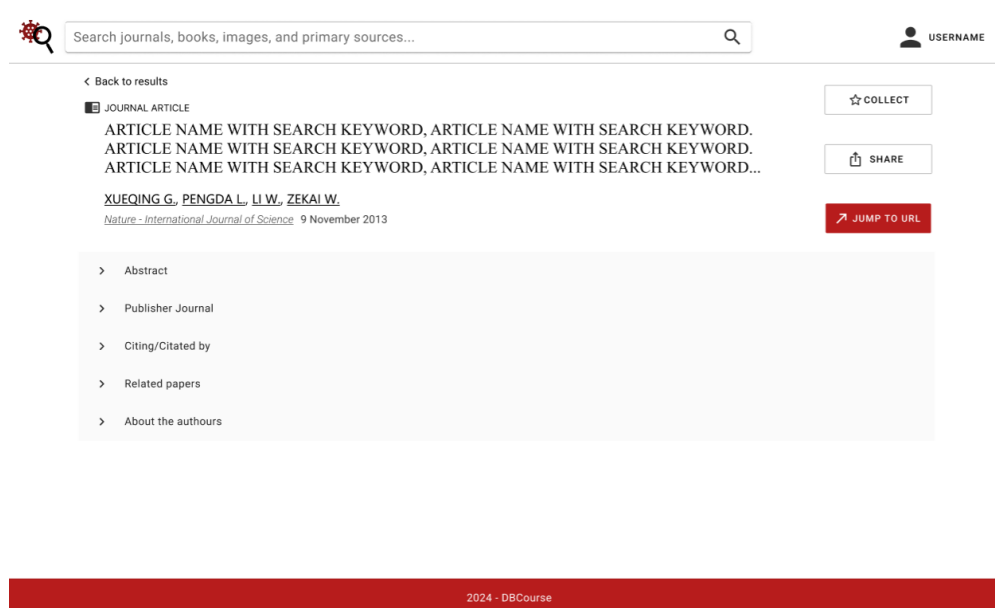 Search journals, books, images, and primary sources...
USERNAME
Back to results
COLLECT
JOURNAL ARTICLE
ARTICLE NAME WITH SEARCH KEYWORD, ARTICLE NAME WITH SEARCH KEYWORD.
ARTICLE NAME WITH SEARCH KEYWORD, ARTICLE NAME WITH SEARCH KEYWORD.
ARTICLE NAME WITH SEARCH KEYWORD, ARTICLE NAME WITH SEARCH KEYWORD...
SHARE
XUEQING G., PENGDA L., LI W., ZEKAI W.
Nature - International Journal of Science 9 November 2013
JUMP TO URL
Abstract
Publisher Journal
Citing/Cited by
Related papers
About the authours
2024 - DBCourse